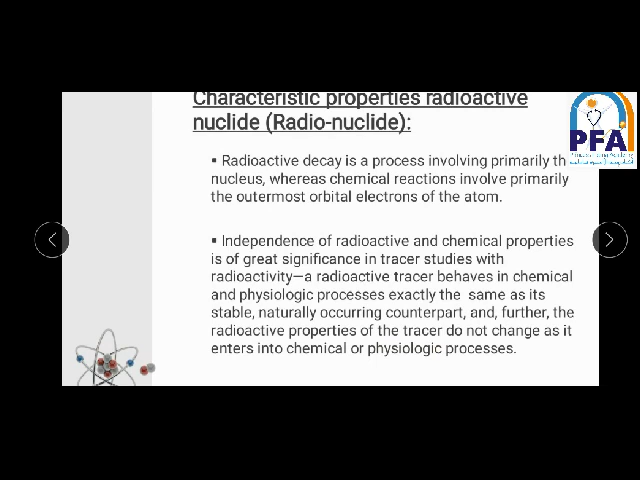 Characteristic properties radioactive
nuclide (Radio-nuclide):
▪ Radioactive decay is a process involving primarily th
nucleus, whereas chemical reactions involve primarily
the outermost orbital electrons of the atom.
▪ Independence of radioactive and chemical properties
is of great significance in tracer studies with
radioactivity—a radioactive tracer behaves in chemical
and physiologic processes exactly the same as its
stable, naturally occurring counterpart, and, further, the
radioactive properties of the tracer do not change as it
enters into chemical or physiologic processes.
PFA